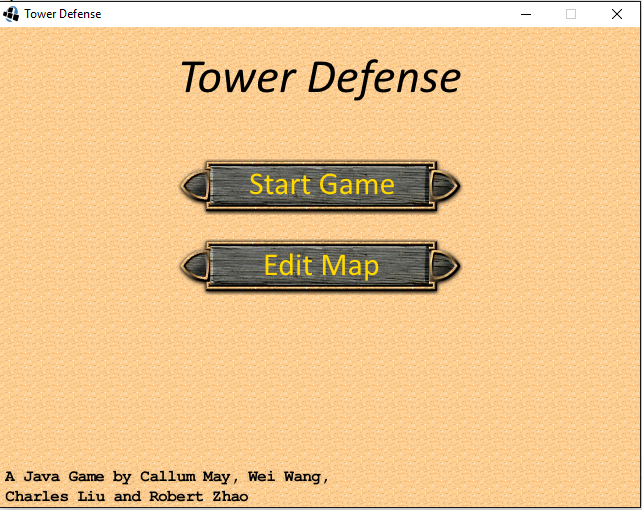 Tower Defense
Tower Defense
Start Game
Edit Map
A Java Game by Callum May, Wei Wang,
Charles Liu and Robert Zhao